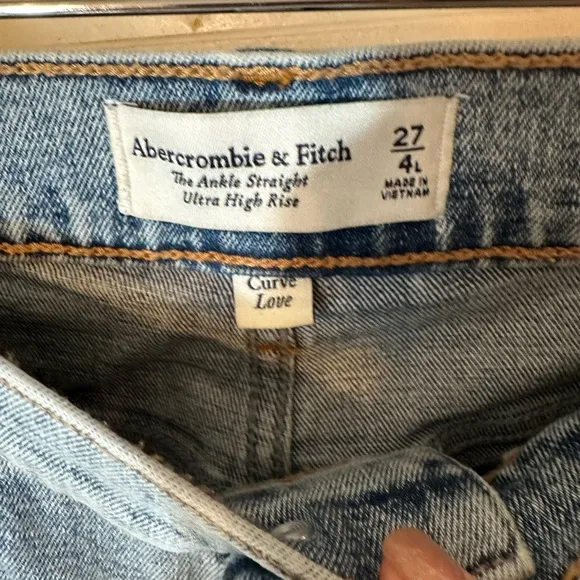 Abercrombie & Fitch
The Ankle Straight
Ultra High Rise
27
4L
MADE IN
VIETNAM
Curve
Love